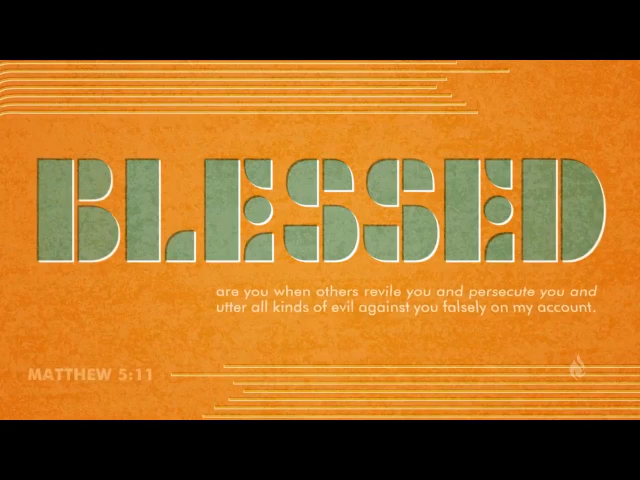 BLESSED
are you when others revile you and persecute you and
utter all kinds of evil against you falsely on my account.
MATTHEW 5:11